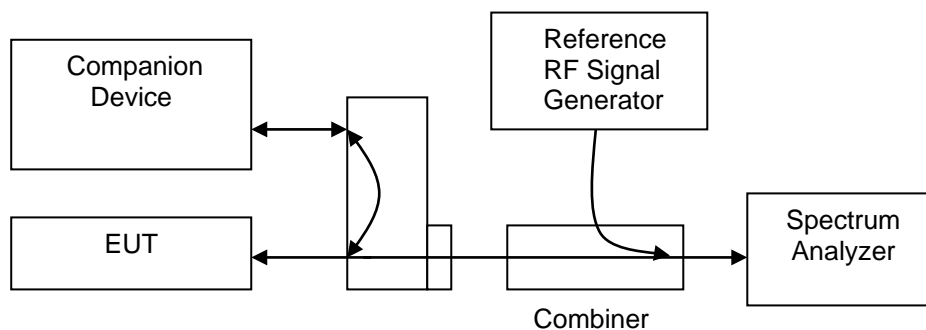 Companion
Device
Reference
RF Signal
Generator
EUT
Spectrum
Analyzer
Combiner